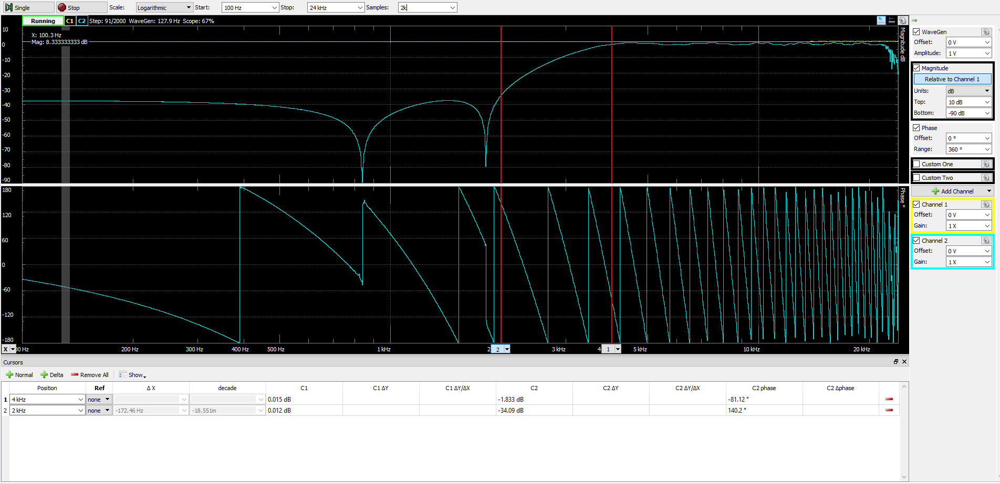 Single Stop Scale: Logarithmic Start: 100 Hz Stop: 24 kHz Samples: 2k
Running C1 C2 Step: 91/2000 WaveGen: 127.9 Hz Scope: 67%
X: 100.3 Hz
Mag: 8.333333333 dB
10
0
-10
-20
-30
-40
-50
-60
-70
-80
-90
Magnitude dB
180
120
60
0
-60
-120
-180
Phase °
X 00 Hz 200 Hz 300 Hz 400 Hz 500 Hz 1 kHz 2 2 3 kHz 4 1 5 kHz 10 kHz 20 kHz
WaveGen
Offset: 0 V
Amplitude: 1 V
Magnitude
Relative to Channel 1
Units: dB
Top: 10 dB
Bottom: -90 dB
Phase
Offset: 0 °
Range: 360 °
Custom One
Custom Two
Add Channel
Channel 1
Offset: 0 V
Gain: 1 X
Channel 2
Offset: 0 V
Gain: 1 X
Cursors
Normal Delta Remove All Show
Position Ref Δ X decade C1 C1 ΔY C1 ΔY/ΔX C2 C2 ΔY C2 ΔY/ΔX C2 phase C2 Δphase
1 4 kHz none 0.015 dB -1.833 dB -81.12 °
2 2 kHz none -172.46 Hz -18.551m 0.012 dB -34.09 dB 140.2 °